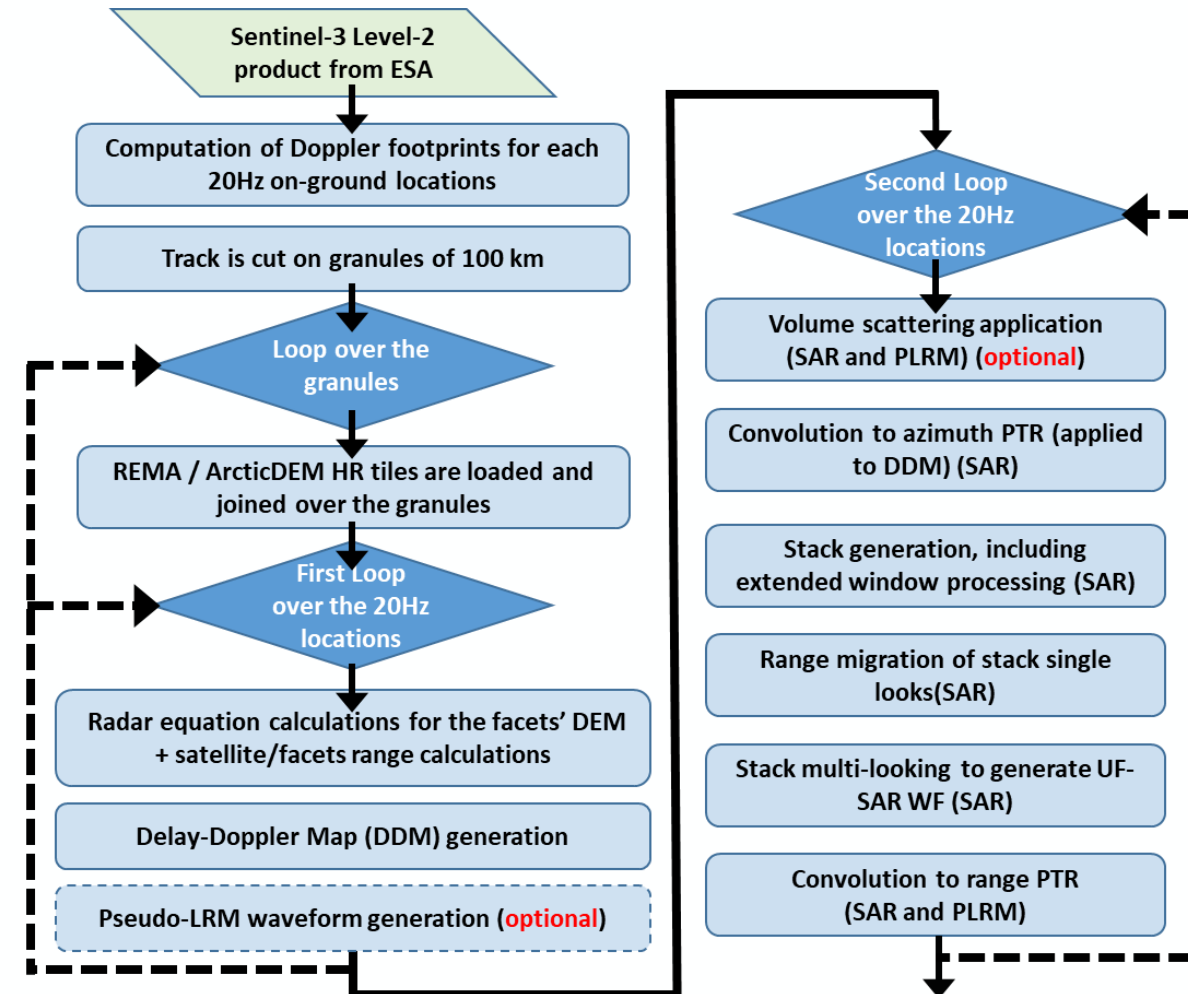 Sentinel-3 Level-2
product from ESA
Computation of Doppler footprints for each
20Hz on-ground locations
Track is cut on granules of 100 km
Loop over the
granules
REMA / ArcticDEM HR tiles are loaded and
joined over the granules
First Loop
over the 20Hz
locations
Radar equation calculations for the facets’ DEM
+ satellite/facets range calculations
Delay-Doppler Map (DDM) generation
Pseudo-LRM waveform generation (optional)
Second Loop
over the 20Hz
locations
Volume scattering application
(SAR and PLRM) (optional)
Convolution to azimuth PTR (applied
to DDM) (SAR)
Stack generation, including
extended window processing (SAR)
Range migration of stack single
looks(SAR)
Stack multi-looking to generate UF-
SAR WF (SAR)
Convolution to range PTR
(SAR and PLRM)